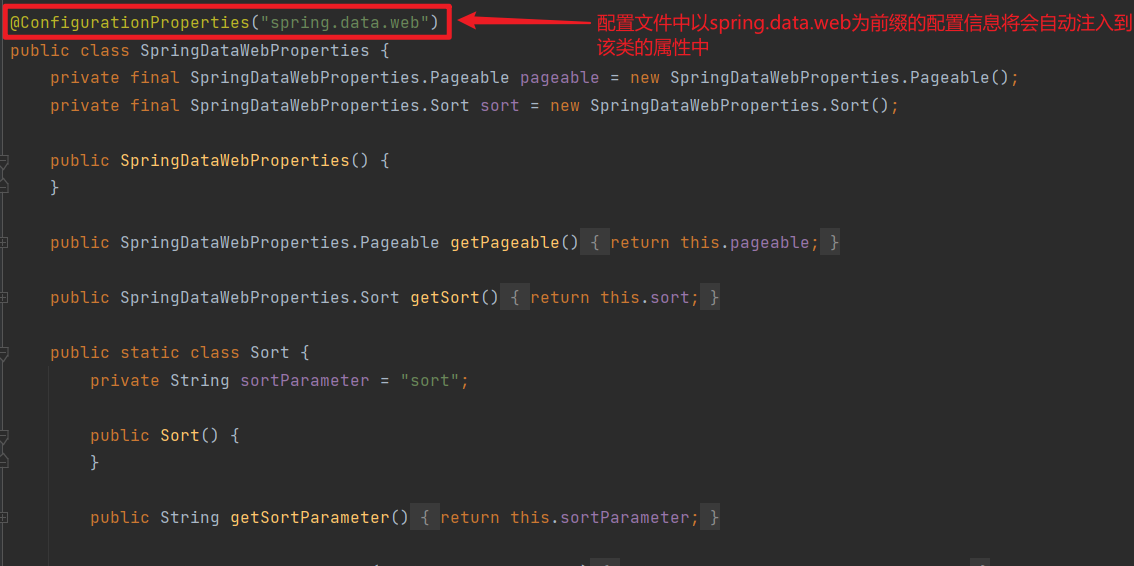 @ConfigurationProperties("spring.data.web")
配置文件中以spring.data.web为前缀的配置信息将会自动注入到
该类的属性中
public class SpringDataWebProperties {
private final SpringDataWebProperties.Pageable pageable = new SpringDataWebProperties.Pageable();
private final SpringDataWebProperties.Sort sort = new SpringDataWebProperties.Sort();
public SpringDataWebProperties() {
}
public SpringDataWebProperties.Pageable getPageable() { return this.pageable; }
public SpringDataWebProperties.Sort getSort() { return this.sort; }
public static class Sort {
private String sortParameter = "sort";
public Sort() {
}
public String getSortParameter() { return this.sortParameter; }